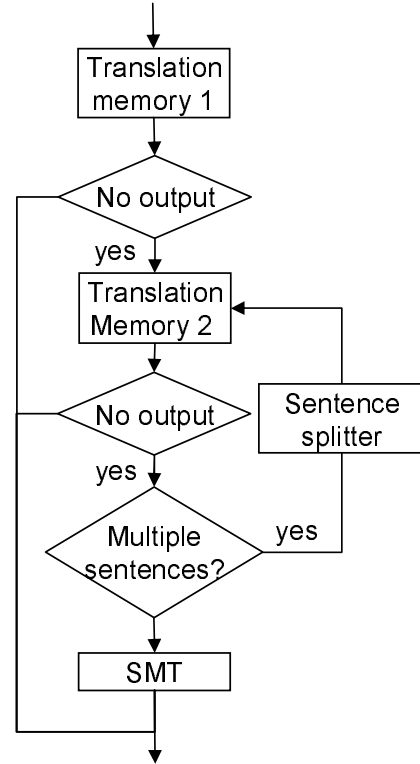 Translation
memory 1
No output
yes
Translation
Memory 2
No output
Sentence
splitter
yes
Multiple
sentences?
yes
SMT